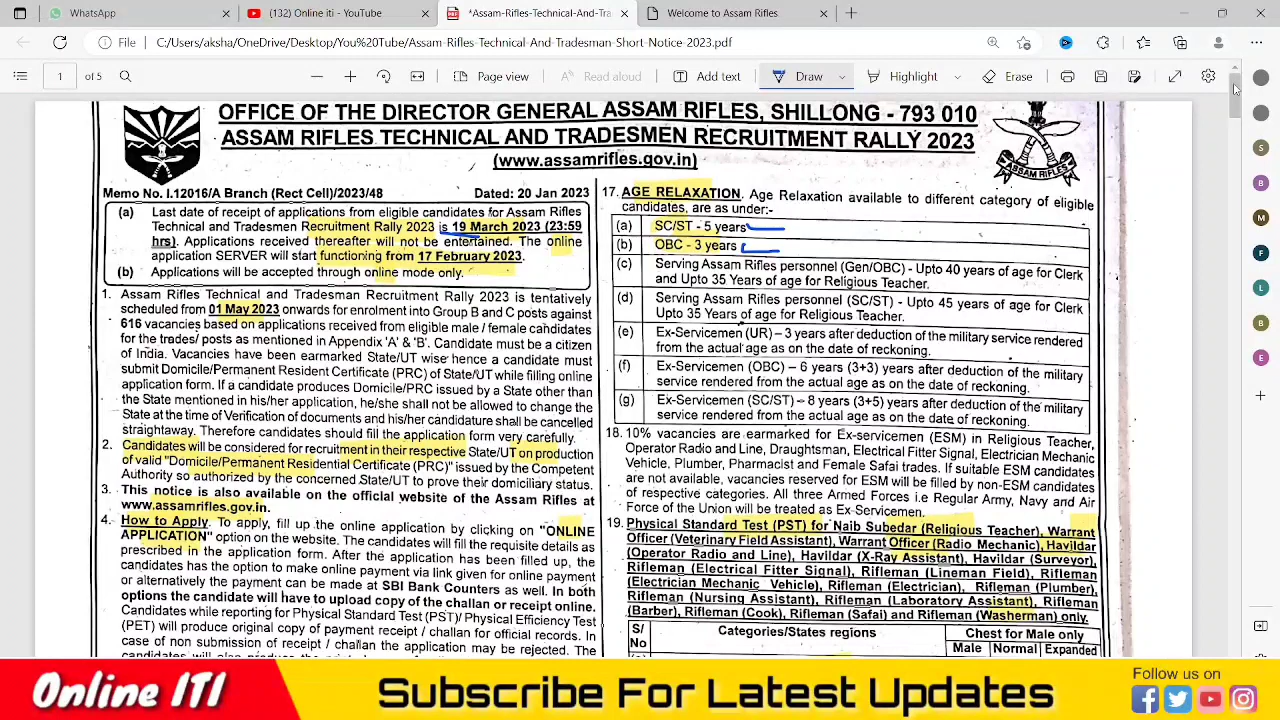 WhatsApp
(132) Online iti - YouTube
*Assam-Rifles-Technical-And-Tra
Welcome to Assam Rifles
File
C:/Users/aksha/OneDrive/Desktop/You%20Tube/Assam-Rifles-Technical-And-Tradesman-Short-Notice-2023.pdf
1 of 5
Page view
Read aloud
Add text
Draw
Highlight
Erase
OFFICE OF THE DIRECTOR GENERAL ASSAM RIFLES, SHILLONG - 793 010
ASSAM RIFLES TECHNICAL AND TRADESMEN RECRUITMENT RALLY 2023
(www.assamrifles.gov.in)
ASSAM RIFLES
Memo No. I.12016/A Branch (Rect Cell)/2023/48 Dated: 20 Jan 2023
(a) Last date of receipt of applications from eligible candidates for Assam Rifles
Technical and Tradesmen Recruitment Rally 2023 is 19 March 2023 (23:59
hrs). Applications received thereafter will not be entertained. The online
application SERVER will start functioning from 17 February 2023.
(b) Applications will be accepted through online mode only.
1. Assam Rifles Technical and Tradesman Recruitment Rally 2023 is tentatively
scheduled from 01 May 2023 onwards for enrolment into Group B and C posts against
616 vacancies based on applications received from eligible male / female candidates
for the trades/ posts as mentioned in Appendix 'A' & 'B'. Candidate must be a citizen
of India. Vacancies have been earmarked State/UT wise hence a candidate must
submit Domicile/Permanent Resident Certificate (PRC) of State/UT while filling online
application form. If a candidate produces Domicile/PRC issued by a State other than
the State mentioned in his/her application, he/she shall not be allowed to change the
State at the time of Verification of documents and his/her candidature shall be cancelled
straightaway. Therefore candidates should fill the application form very carefully.
2. Candidates will be considered for recruitment in their respective State/UT on production
of valid "Domicile/Permanent Residential Certificate (PRC)" issued by the Competent
Authority so authorized by the concerned State/UT to prove their domiciliary status.
3. This notice is also available on the official website of the Assam Rifles at
www.assamrifles.gov.in.
4. How to Apply. To apply, fill up the online application by clicking on "ONLINE
APPLICATION" option on the website. The candidates will fill the requisite details as
prescribed in the application form. After the application has been filled up, the
candidates has the option to make online payment via link given for online payment
or alternatively the payment can be made at SBI Bank Counters as well. In both
options the candidate will have to upload copy of the challan or receipt online.
Candidates while reporting for Physical Standard Test (PST)/ Physical Efficiency Test
(PET) will produce original copy of payment receipt / challan for official records. In
case of non submission of receipt / challan the application may be rejected. The
17. AGE RELAXATION. Age Relaxation available to different category of eligible
candidates, are as under:-
(a) SC/ST - 5 years
(b) OBC - 3 years
(c) Serving Assam Rifles personnel (Gen/OBC) - Upto 40 years of age for Clerk
and Upto 35 Years of age for Religious Teacher.
(d) Serving Assam Rifles personnel (SC/ST) - Upto 45 years of age for Clerk
Upto 35 Years of age for Religious Teacher.
(e) Ex-Servicemen (UR) – 3 years after deduction of the military service rendered
from the actual age as on the date of reckoning.
(f) Ex-Servicemen (OBC) – 6 years (3+3) years after deduction of the military
service rendered from the actual age as on the date of reckoning.
(g) Ex-Servicemen (SC/ST) – 8 years (3+5) years after deduction of the military
service rendered from the actual age as on the date of reckoning.
18. 10% vacancies are earmarked for Ex-servicemen (ESM) in Religious Teacher,
Operator Radio and Line, Draughtsman, Electrical Fitter Signal, Electrician Mechanic
Vehicle, Plumber, Pharmacist and Female Safai trades. If suitable ESM candidates
are not available, vacancies reserved for ESM will be filled by non-ESM candidates
of respective categories. All three Armed Forces i.e Regular Army, Navy and Air
Force of the Union will be treated as Ex-Servicemen.
19. Physical Standard Test (PST) for Naib Subedar (Religious Teacher), Warrant
Officer (Veterinary Field Assistant), Warrant Officer (Radio Mechanic), Havildar
(Operator Radio and Line), Havildar (X-Ray Assistant), Havildar (Surveyor),
Rifleman (Electrical Fitter Signal), Rifleman (Lineman Field), Rifleman
(Electrician Mechanic Vehicle), Rifleman (Electrician), Rifleman (Plumber),
Rifleman (Nursing Assistant), Rifleman (Laboratory Assistant), Rifleman
(Barber), Rifleman (Cook), Rifleman (Safai) and Rifleman (Washerman) only.
S/ No Categories/States regions Chest for Male only
Male Normal Expanded
S
B
M
F
L
B
E
Online ITI
Subscribe For Latest Updates
Follow us on